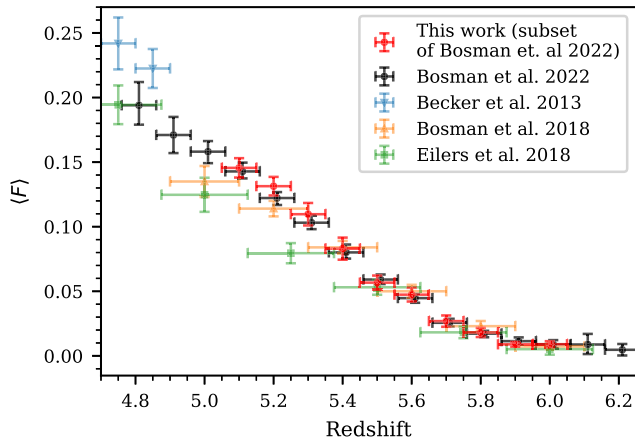 0.25
0.20
0.15
0.10
0.05
0.00
⟨F⟩
4.8 5.0 5.2 5.4 5.6 5.8 6.0 6.2
Redshift
This work (subset
of Bosman et. al 2022)
Bosman et al. 2022
Becker et al. 2013
Bosman et al. 2018
Eilers et al. 2018